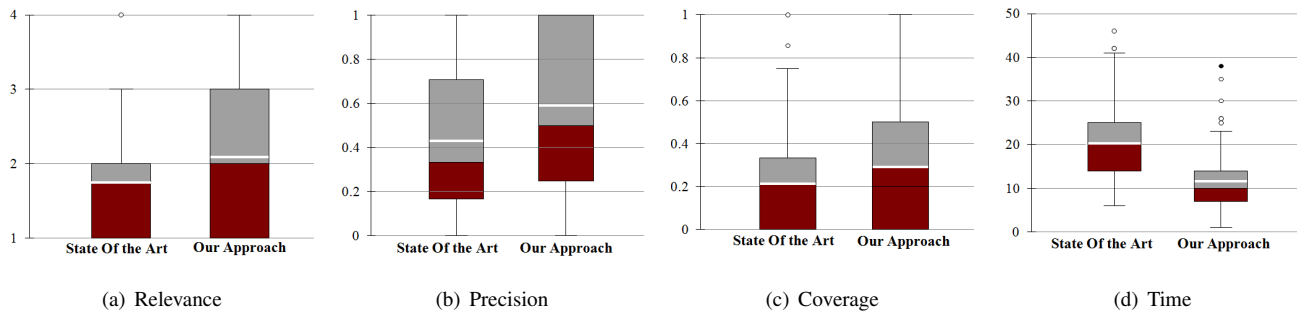 4
3
2
1
State Of the Art Our Approach
(a) Relevance
1
0.8
0.6
0.4
0.2
0
State Of the Art Our Approach
(b) Precision
1
0.8
0.6
0.4
0.2
0
State Of the Art Our Approach
(c) Coverage
50
40
30
20
10
0
State Of the Art Our Approach
(d) Time